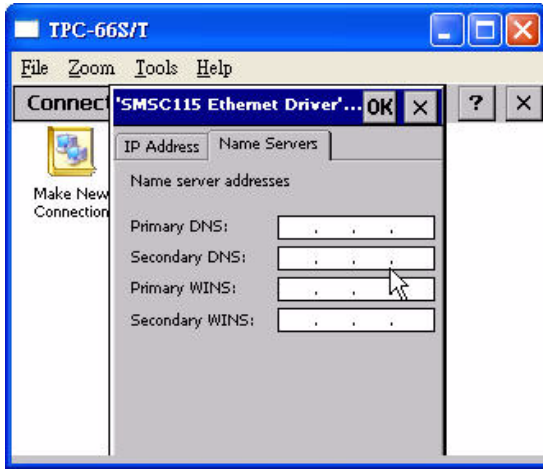 TPC-66S/T
File Zoom Tools Help
Connect
'SMSC115 Ethernet Driver'... OK × ? ×
IP Address Name Servers
Make New
Connection
Name server addresses
Primary DNS: . . .
Secondary DNS: . . .
Primary WINS: . . .
Secondary WINS: . . .